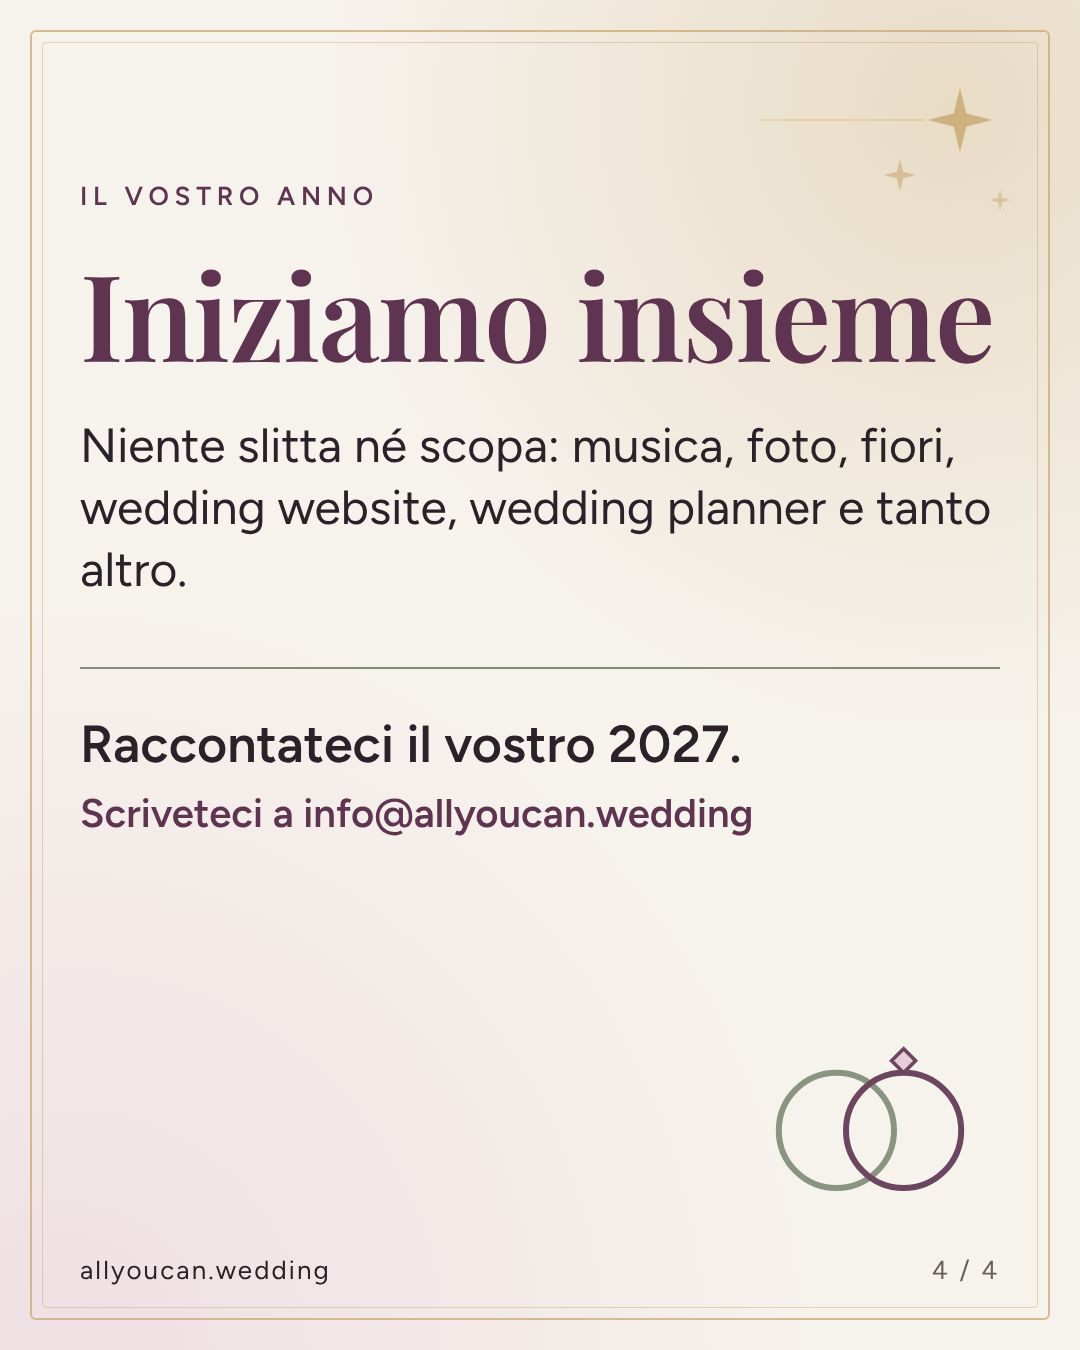 IL VOSTRO ANNO
Iniziamo insieme
Niente slitta né scopa: musica, foto, fiori,
wedding website, wedding planner e tanto
altro.
Raccontateci il vostro 2027.
Scriveteci a info@allyoucan.wedding
allyoucan.wedding
4 / 4